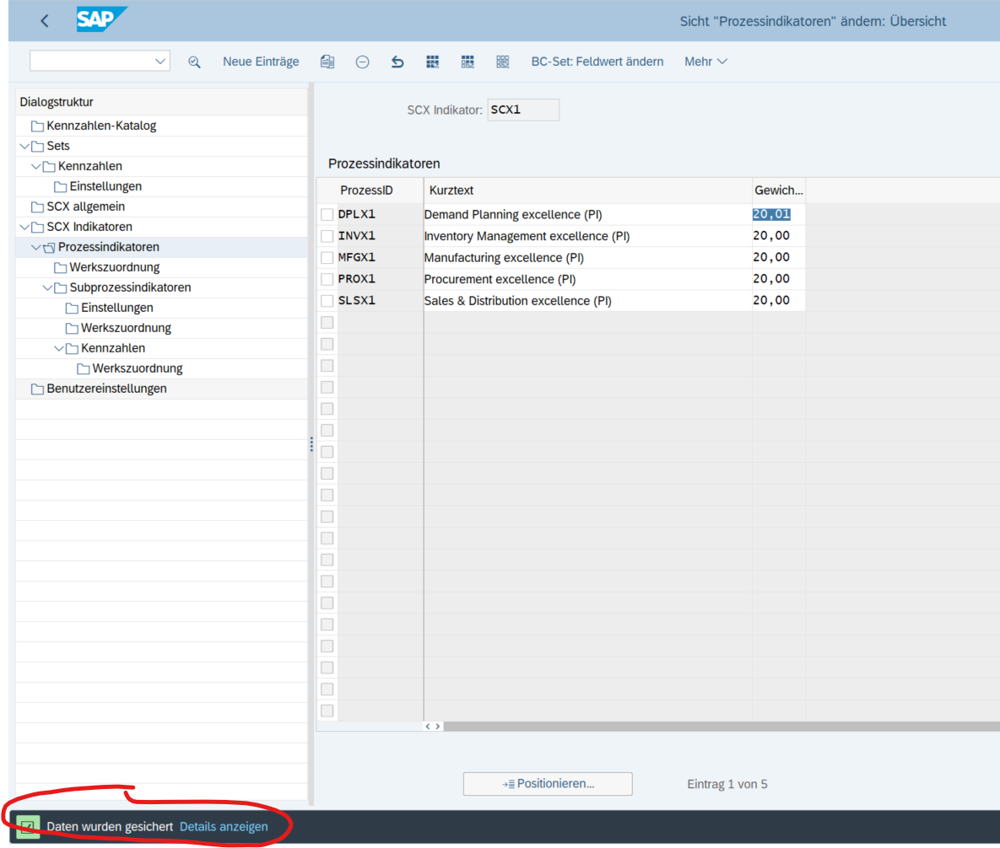 SAP
Sicht "Prozessindikatoren" ändern: Übersicht
Neue Einträge
BC-Set: Feldwert ändern
Mehr
Dialogstruktur
Kennzahlen-Katalog
Sets
Kennzahlen
Einstellungen
SCX allgemein
SCX Indikatoren
Prozessindikatoren
Werkszuordnung
Subprozessindikatoren
Einstellungen
Werkszuordnung
Kennzahlen
Werkszuordnung
Benutzereinstellungen
SCX Indikator: SCX1
Prozessindikatoren
ProzessID Kurztext Gewich...
DPLX1 Demand Planning excellence (PI) 20,01
INVX1 Inventory Management excellence (PI) 20,00
MFGX1 Manufacturing excellence (PI) 20,00
PROX1 Procurement excellence (PI) 20,00
SLSX1 Sales & Distribution excellence (PI) 20,00
Positionieren...
Eintrag 1 von 5
Daten wurden gesichert Details anzeigen